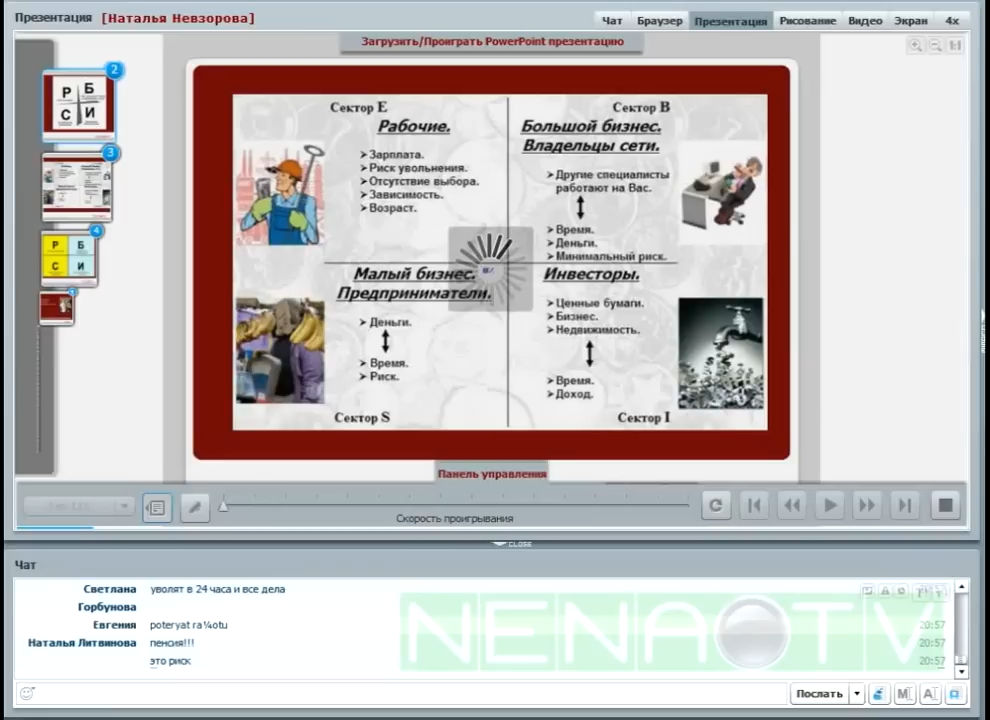 Презентация [Наталья Невзорова]
Чат Браузер Презентация Рисование Видео Экран 4x
Загрузить/Проиграть PowerPoint презентацию
2
Р Б
С И
3
4
Р Б
С И
Сектор E
Рабочие.
➢Зарплата.
➢Риск увольнения.
➢Отсутствие выбора.
➢Зависимость.
➢Возраст.
Сектор B
Большой бизнес.
Владельцы сети.
➢Другие специалисты
работают на Вас.
➢Время.
➢Деньги.
➢Минимальный риск.
Малый бизнес.
Предприниматели.
➢Деньги.
➢Время.
➢Риск.
Сектор S
Инвесторы.
➢Ценные бумаги.
➢Бизнес.
➢Недвижимость.
➢Время.
➢Доход.
Сектор I
Панель управления
Скорость проигрывания
CLOSE
Чат
Светлана уволят в 24 часа и все дела
Горбунова
Евгения poteryat ra¼otu 20:57
Наталья Литвинова пенсия!!! 20:57
это риск 20:57
NENAOTV
Послать